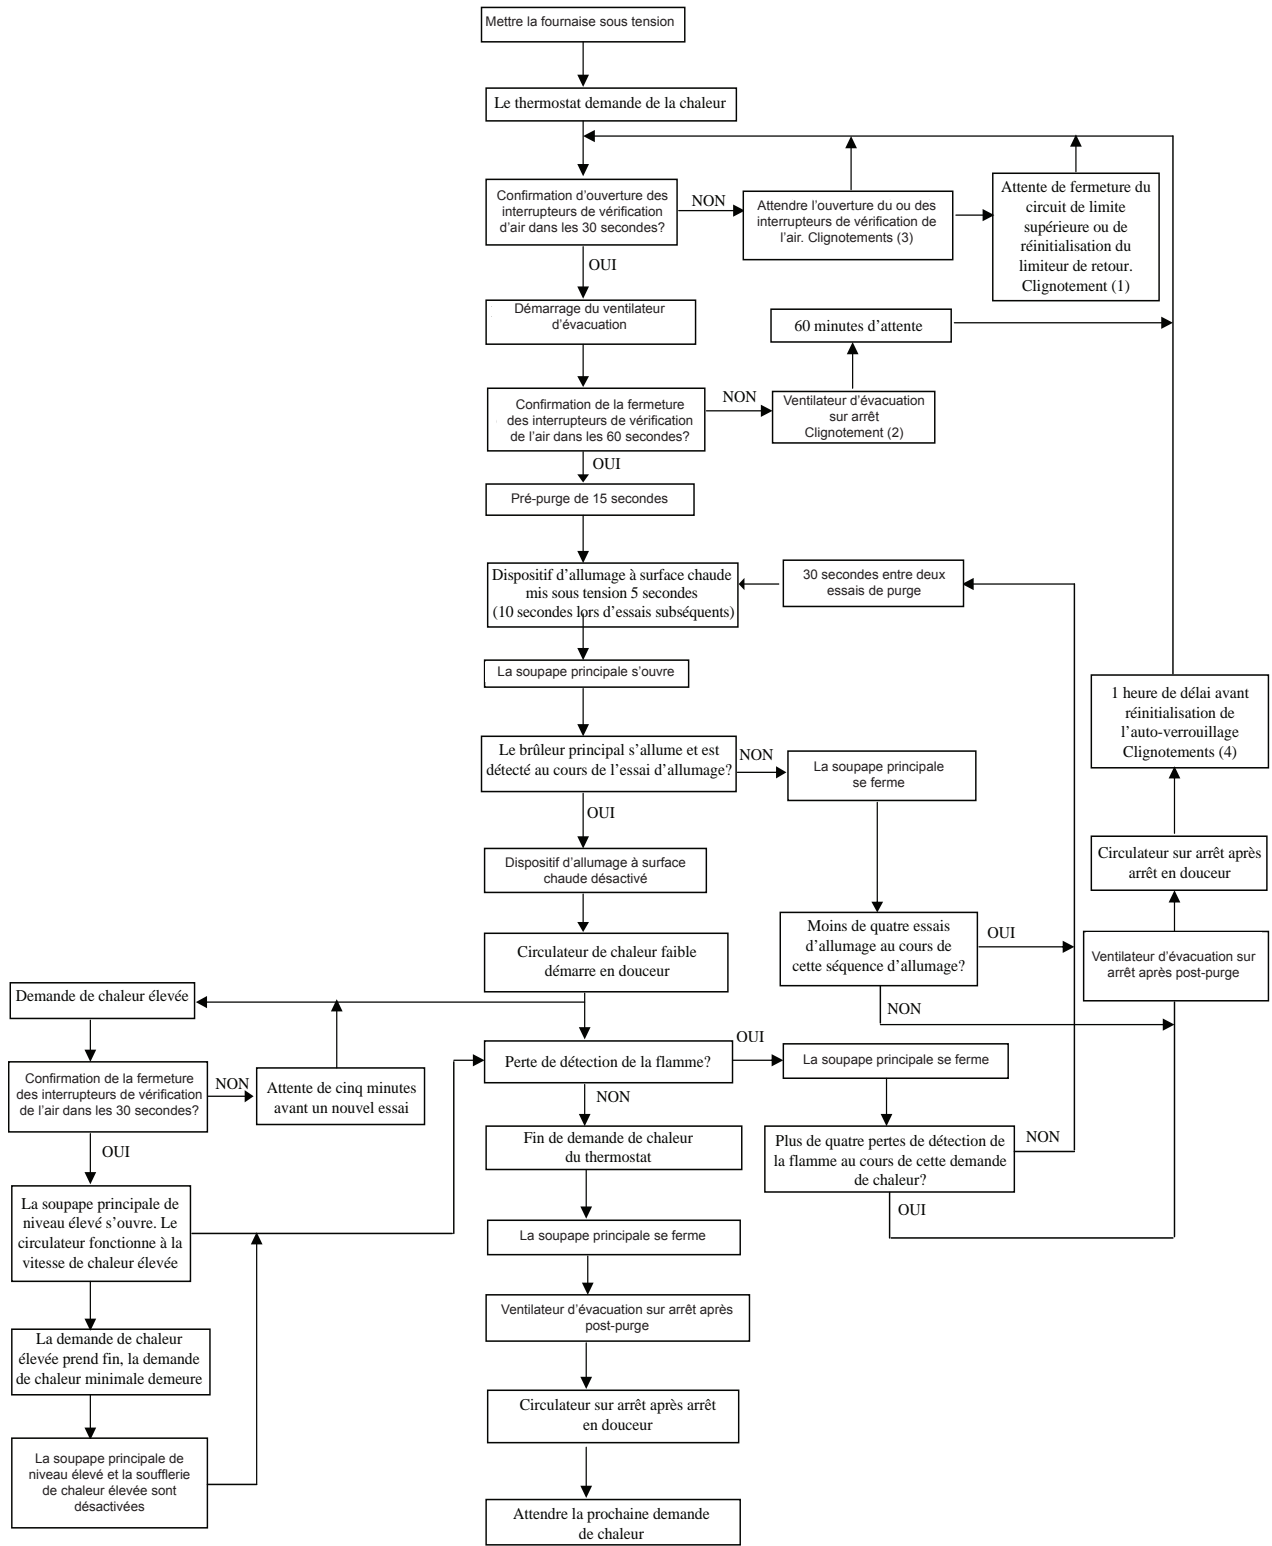 Mettre la fournaise sous tension
Le thermostat demande de la chaleur
Confirmation d'ouverture des
interrupteurs de vérification
d'air dans les 30 secondes?
NON
Attendre l'ouverture du ou des
interrupteurs de vérification de
l'air. Clignotements (3)
Attente de fermeture du
circuit de limite
supérieure ou de
réinitialisation du
limiteur de retour.
Clignotement (1)
OUI
Démarrage du ventilateur
d'évacuation
60 minutes d'attente
Confirmation de la fermeture
des interrupteurs de vérification
de l'air dans les 60 secondes?
NON
Ventilateur d'évacuation
sur arrêt
Clignotement (2)
OUI
Pré-purge de 15 secondes
Dispositif d'allumage à surface chaude
mis sous tension 5 secondes
(10 secondes lors d'essais subséquents)
30 secondes entre deux
essais de purge
La soupape principale s'ouvre
1 heure de délai avant
réinitialisation de
l'auto-verrouillage
Clignotements (4)
Le brûleur principal s'allume et est
détecté au cours de l'essai d'allumage?
NON
La soupape principale
se ferme
OUI
Dispositif d'allumage à surface
chaude désactivé
Circulateur sur arrêt après
arrêt en douceur
Moins de quatre essais
d'allumage au cours de
cette séquence d'allumage?
OUI
Circulateur de chaleur faible
démarre en douceur
Ventilateur d'évacuation sur
arrêt après post-purge
NON
Demande de chaleur élevée
Perte de détection de la flamme?
OUI
La soupape principale se ferme
Confirmation de la fermeture
des interrupteurs de vérification
de l'air dans les 30 secondes?
NON
Attente de cinq minutes
avant un nouvel essai
NON
OUI
Fin de demande de chaleur
du thermostat
Plus de quatre pertes de détection de
la flamme au cours de cette demande
de chaleur?
NON
OUI
La soupape principale de
niveau élevé s'ouvre. Le
circulateur fonctionne à la
vitesse de chaleur élevée
La soupape principale se ferme
Ventilateur d'évacuation sur arrêt après
post-purge
La demande de chaleur
élevée prend fin, la demande
de chaleur minimale demeure
Circulateur sur arrêt après arrêt
en douceur
La soupape principale de
niveau élevé et la soufflerie
de chaleur élevée sont
désactivées
Attendre la prochaine demande
de chaleur